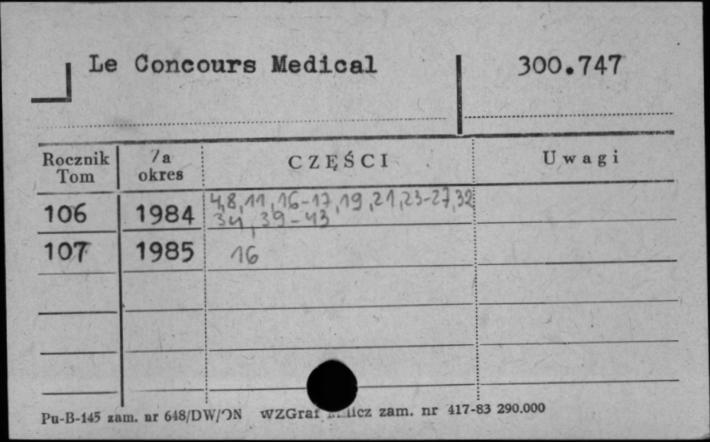 Le Concours Medical 300.747
Rocznik Tom Za okres CZĘŚCI Uwagi
106 1984 4,8,11,16-17,19,21,23-27,32
34,39-43
107 1985 16
Pu-B-145 zam. nr 648/DW/ON WZGraf zam. nr 417-83 290.000